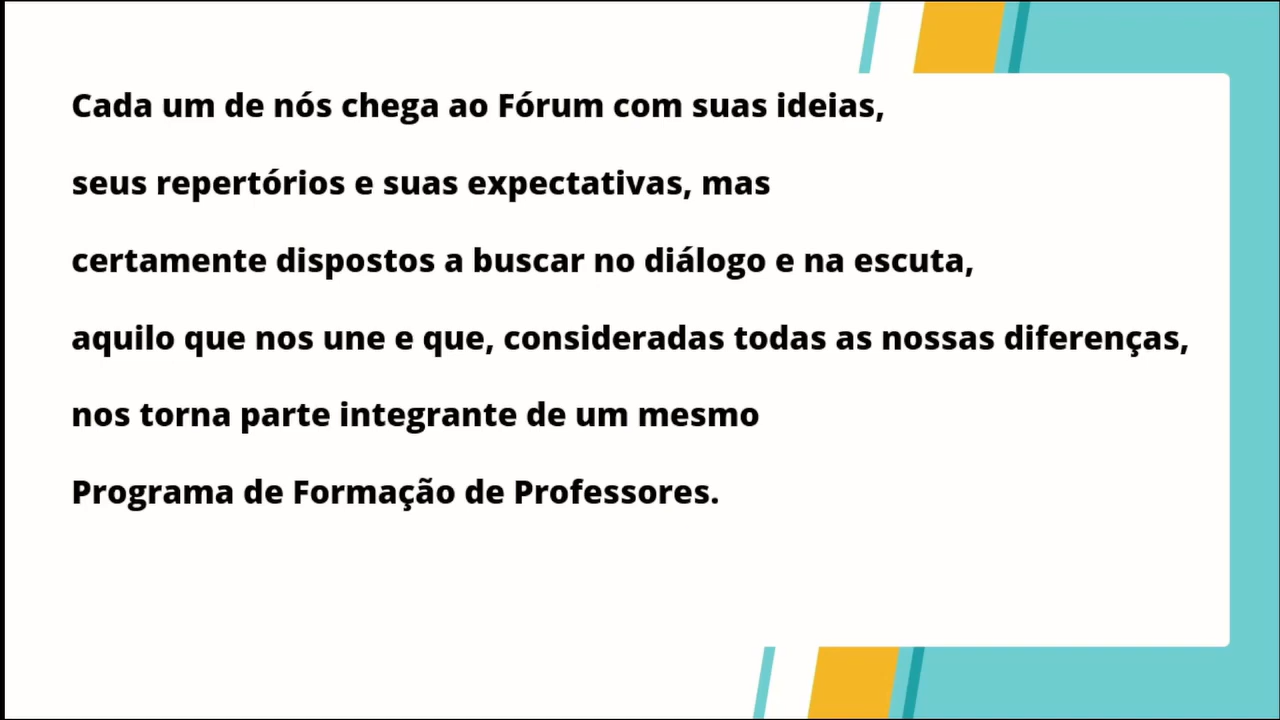 Cada um de nós chega ao Fórum com suas ideias,
seus repertórios e suas expectativas, mas
certamente dispostos a buscar no diálogo e na escuta,
aquilo que nos une e que, consideradas todas as nossas diferenças,
nos torna parte integrante de um mesmo
Programa de Formação de Professores.